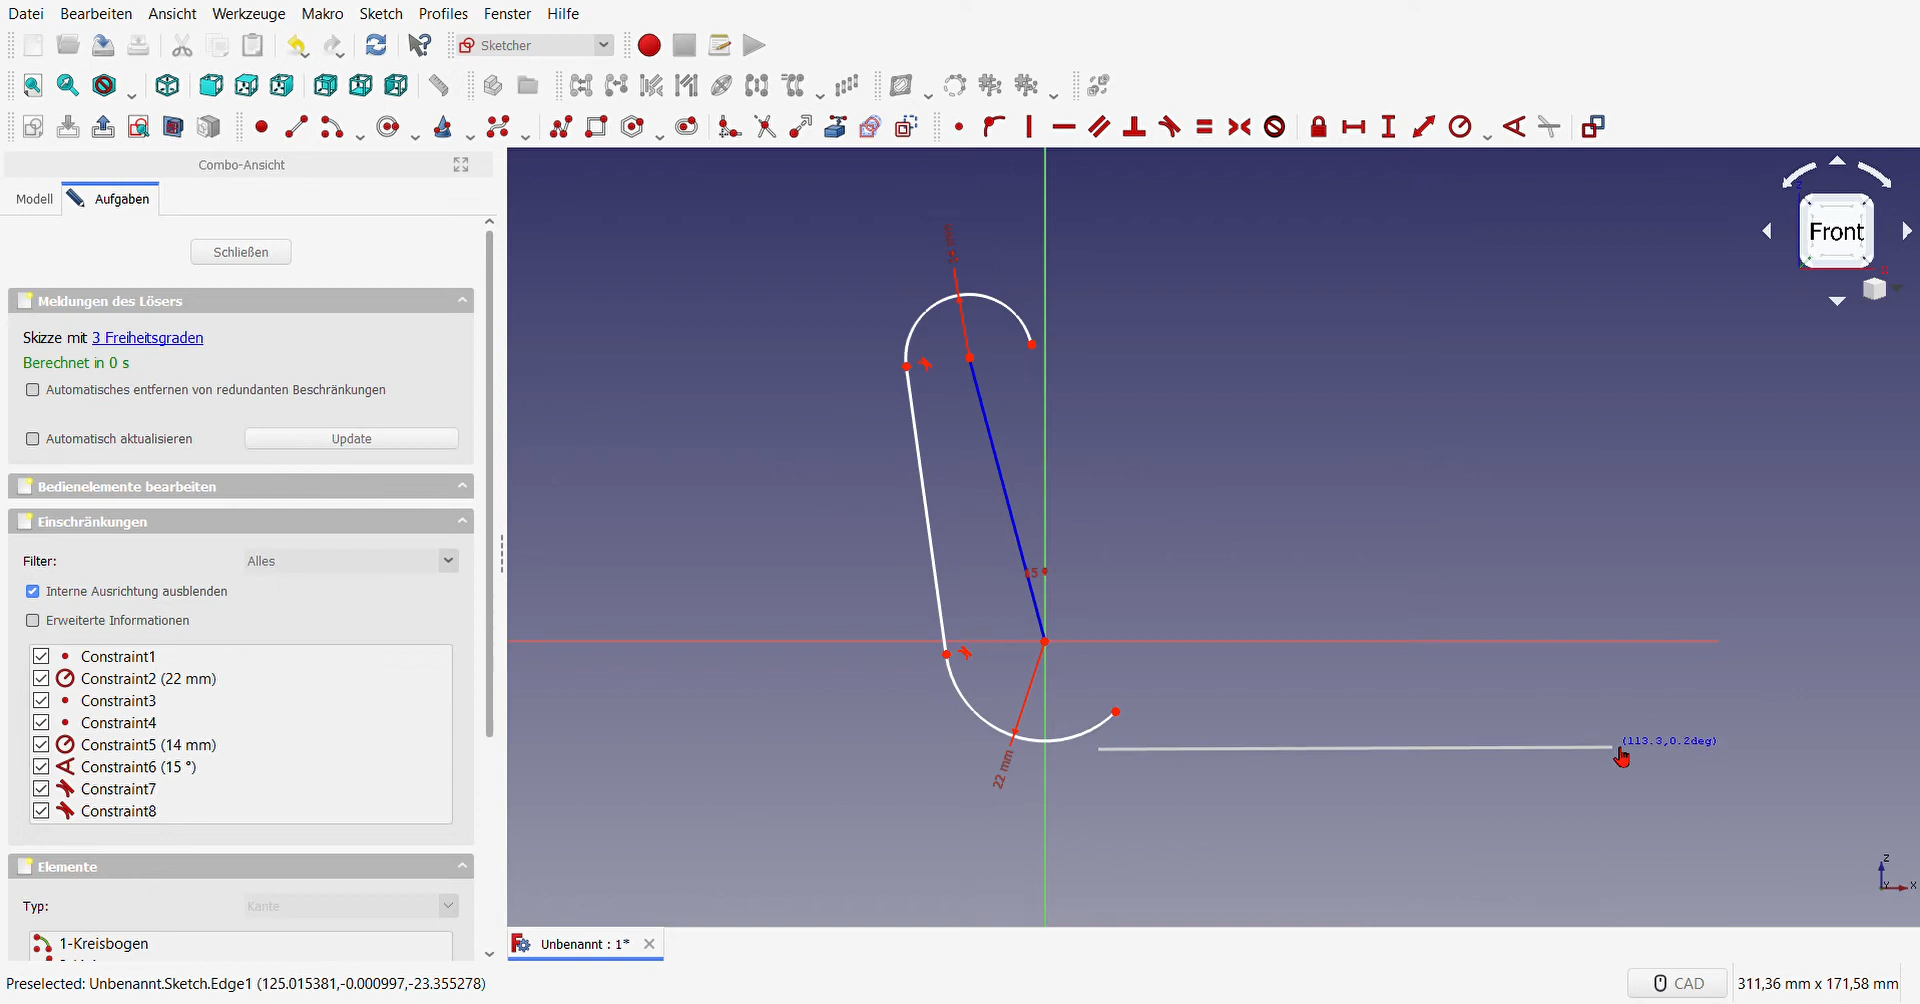 Datei Bearbeiten Ansicht Werkzeuge Makro Sketch Profiles Fenster Hilfe
Sketcher
Combo-Ansicht
Modell Aufgaben
Schließen
Meldungen des Lösers
Skizze mit 3 Freiheitsgraden
Berechnet in 0 s
Automatisches entfernen von redundanten Beschränkungen
Automatisch aktualisieren Update
Bedienelemente bearbeiten
Einschränkungen
Filter: Alles
Interne Ausrichtung ausblenden
Erweiterte Informationen
Constraint1
Constraint2 (22 mm)
Constraint3
Constraint4
Constraint5 (14 mm)
Constraint6 (15 °)
Constraint7
Constraint8
Elemente
Typ: Kante
1-Kreisbogen
Front
Z
X
mm
22 mm
(113.3,0.2deg)
Z
Y
X
Unbenannt : 1*
Preselected: Unbenannt.Sketch.Edge1 (125.015381,-0.000997,-23.355278)
CAD
311,36 mm x 171,58 mm